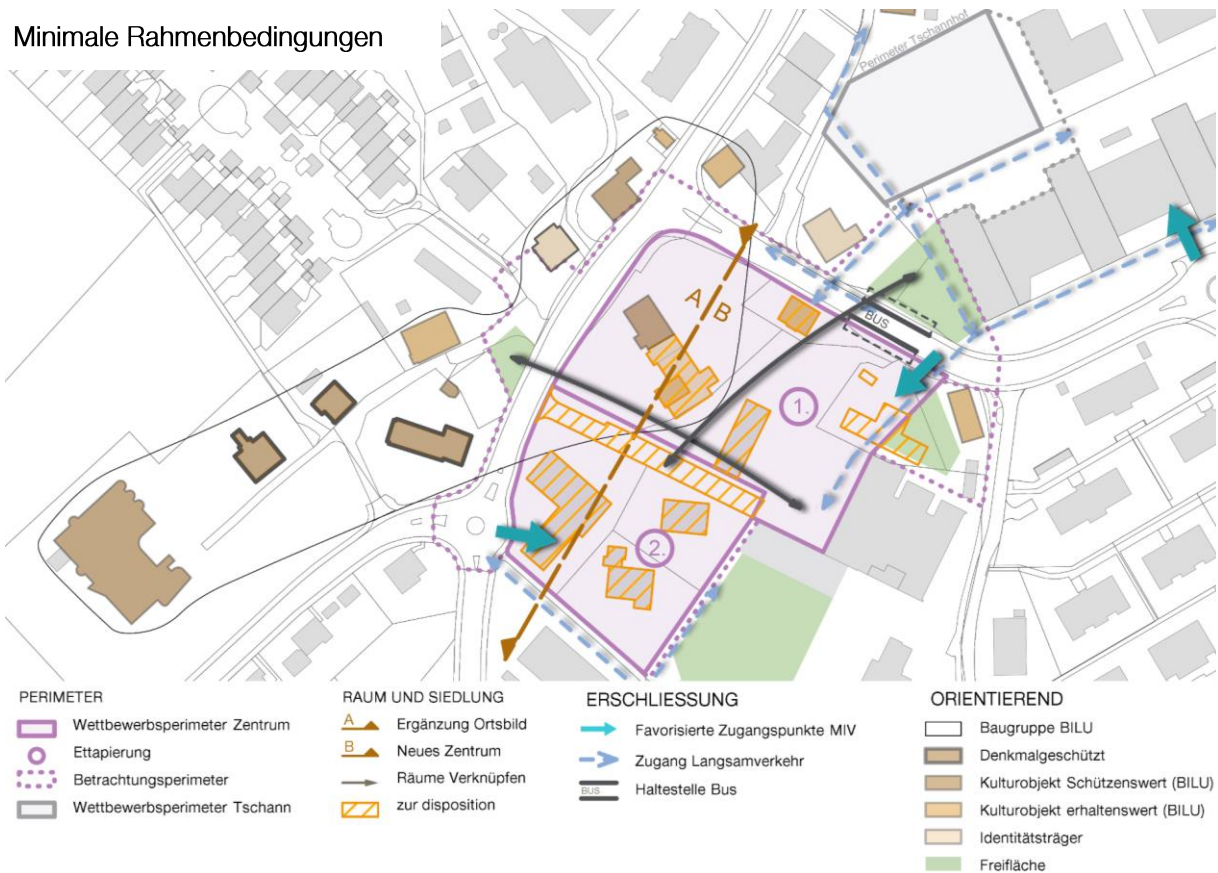 Minimale Rahmenbedingungen
Perimeter Tschannhof
A B
BUS
1.
2.
PERIMETER
Wettbewerbsperimeter Zentrum
Ettapierung
Betrachtungsperimeter
Wettbewerbsperimeter Tschann
RAUM UND SIEDLUNG
A Ergänzung Ortsbild
B Neues Zentrum
Räume Verknüpfen
zur disposition
ERSCHLIESSUNG
Favorisierte Zugangspunkte MIV
Zugang Langsamverkehr
BUS Haltestelle Bus
ORIENTIEREND
Baugruppe BILU
Denkmalgeschützt
Kulturobjekt Schützenswert (BILU)
Kulturobjekt erhaltenswert (BILU)
Identitätsträger
Freifläche